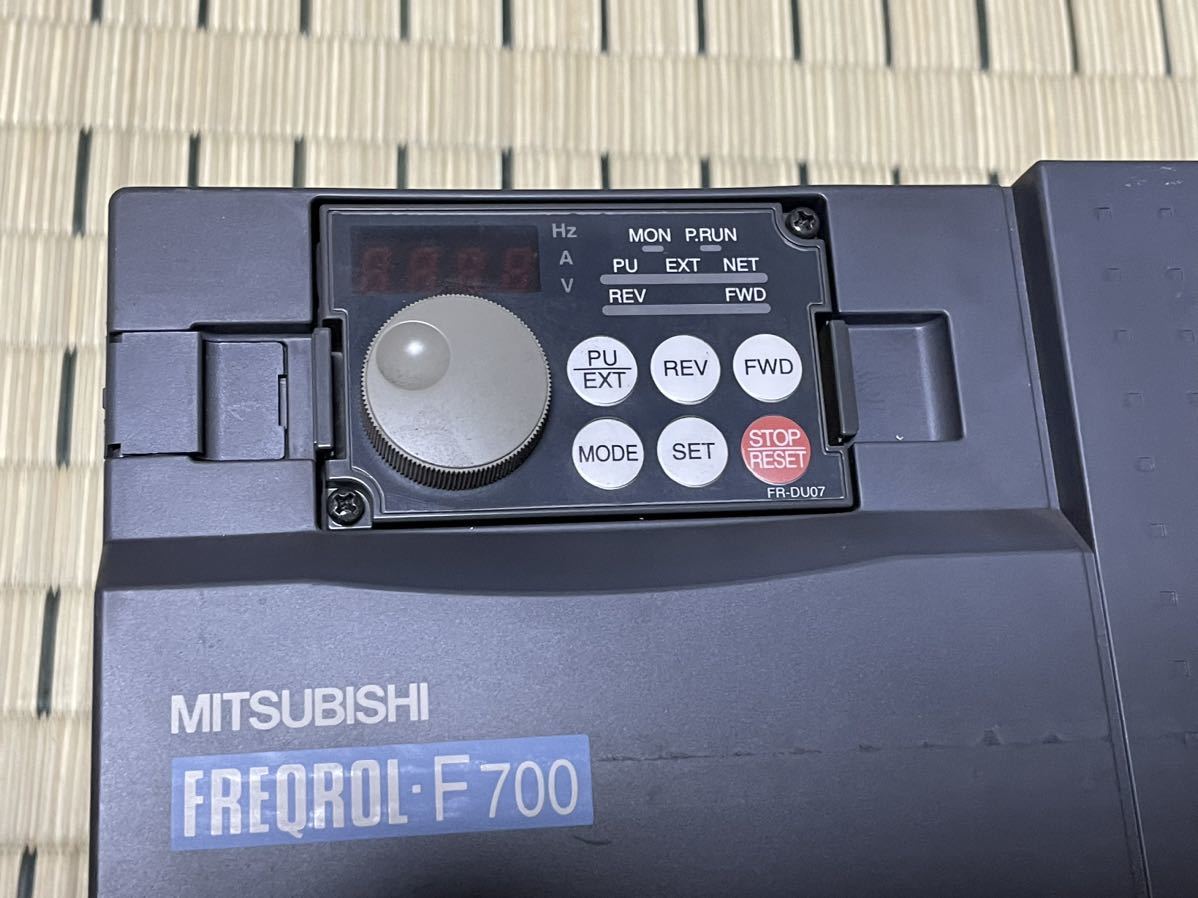 Hz
A
V
MON P.RUN
PU EXT NET
REV FWD
PU
EXT
REV
FWD
MODE
SET
STOP
RESET
FR-DU07
MITSUBISHI
FREQROL-F700